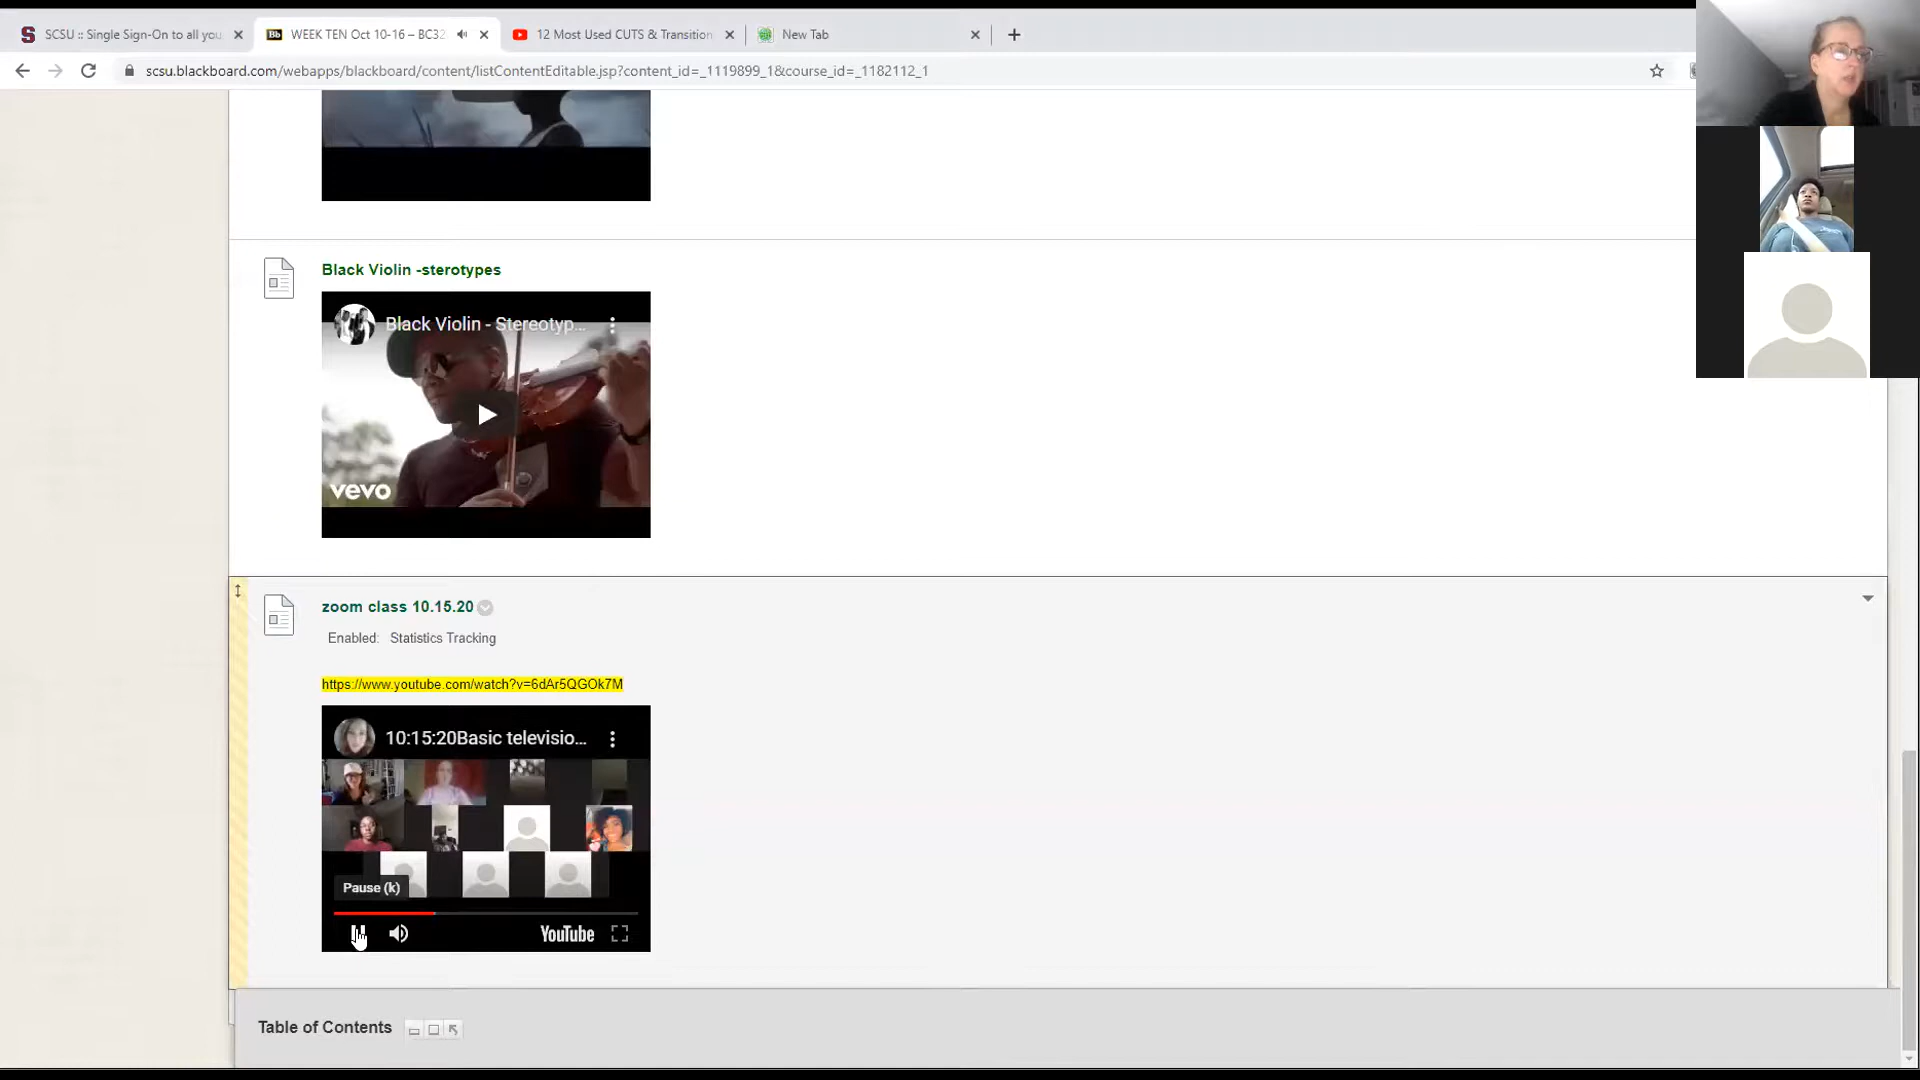 SCSU :: Single Sign-On to all you
Bb
WEEK TEN Oct 10-16 – BC32
12 Most Used CUTS & Transition
New Tab
scsu.blackboard.com/webapps/blackboard/content/listContentEditable.jsp?content_id=_1119899_1&course_id=_1182112_1
Black Violin -sterotypes
Black Violin - Stereotyp...
vevo
zoom class 10.15.20
Enabled: Statistics Tracking
https://www.youtube.com/watch?v=6dAr5QGOk7M
10:15:20Basic televisio...
Pause (k)
YouTube
Table of Contents